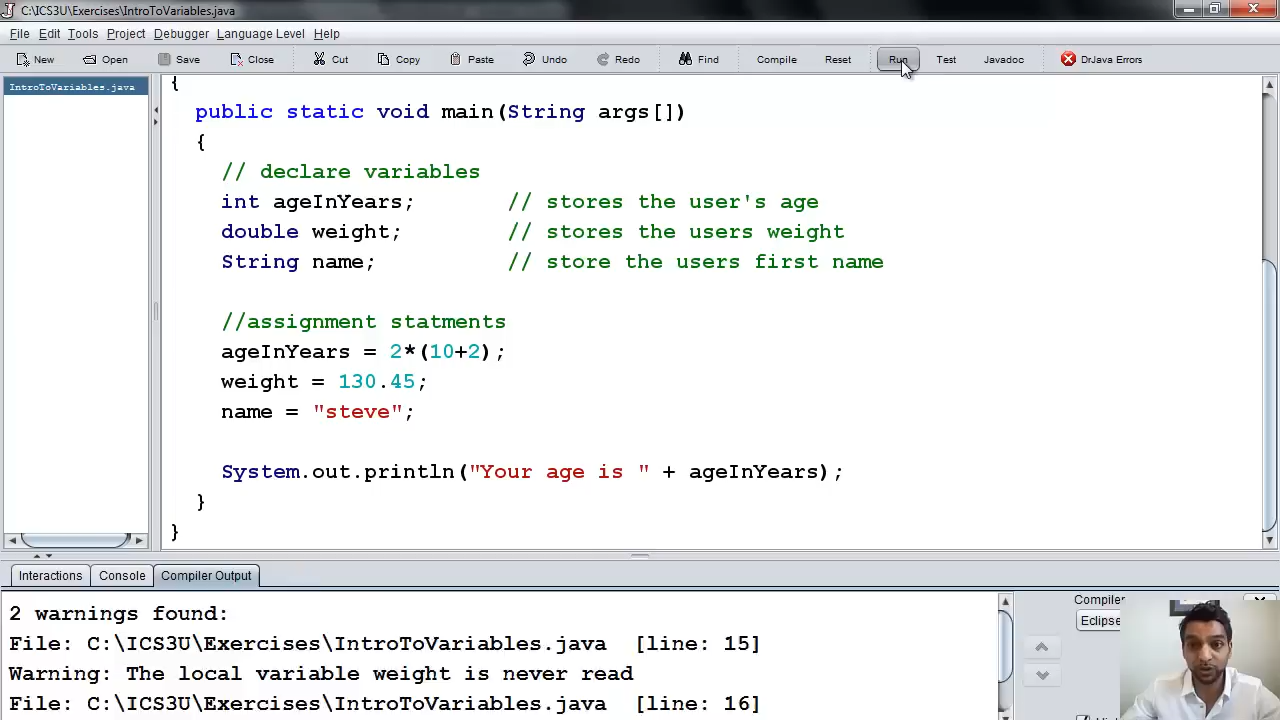 C:\ICS3U\Exercises\IntroToVariables.java
File Edit Tools Project Debugger Language Level Help
New Open Save Close Cut Copy Paste Undo Redo Find Compile Reset Run Test Javadoc DrJava Errors
IntroToVariables.java
{
public static void main(String args[])
{
// declare variables
int ageInYears; // stores the user's age
double weight; // stores the users weight
String name; // store the users first name
//assignment statments
ageInYears = 2*(10+2);
weight = 130.45;
name = "steve";
System.out.println("Your age is " + ageInYears);
}
}
Interactions Console Compiler Output
2 warnings found:
File: C:\ICS3U\Exercises\IntroToVariables.java [line: 15]
Warning: The local variable weight is never read
File: C:\ICS3U\Exercises\IntroToVariables.java [line: 16]
Compiler
Eclipse